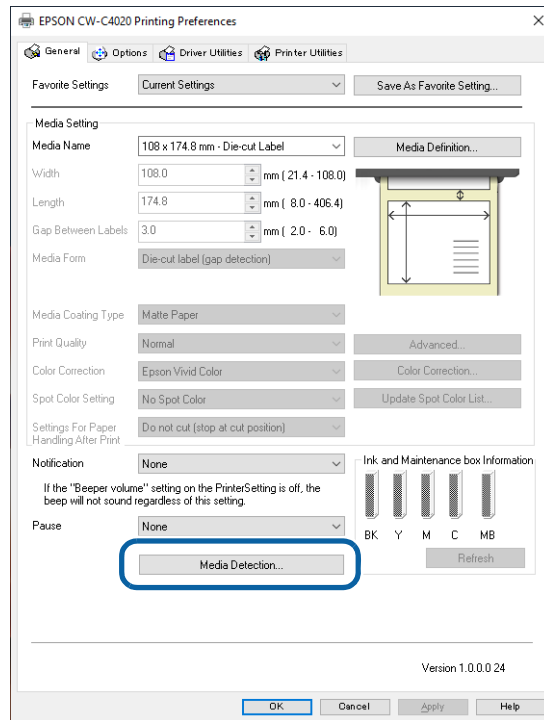 EPSON CW-C4020 Printing Preferences
General Options Driver Utilities Printer Utilities
Favorite Settings Current Settings Save As Favorite Setting...
Media Setting
Media Name 108 x 174.8 mm - Die-cut Label Media Definition...
Width 108.0 mm ( 21.4 - 108.0)
Length 174.8 mm ( 8.0 - 406.4)
Gap Between Labels 3.0 mm ( 2.0 - 6.0)
Media Form Die-cut label (gap detection)
Media Coating Type Matte Paper
Print Quality Normal Advanced...
Color Correction Epson Vivid Color Color Correction...
Spot Color Setting No Spot Color Update Spot Color List...
Settings For Paper
Handling After Print Do not cut (stop at cut position)
Notification None
If the "Beeper volume" setting on the PrinterSetting is off, the
beep will not sound regardless of this setting.
Pause None
Media Detection...
Ink and Maintenance box Information
BK Y M C MB
Refresh
Version 1.0.0.0 24
OK Cancel Apply Help